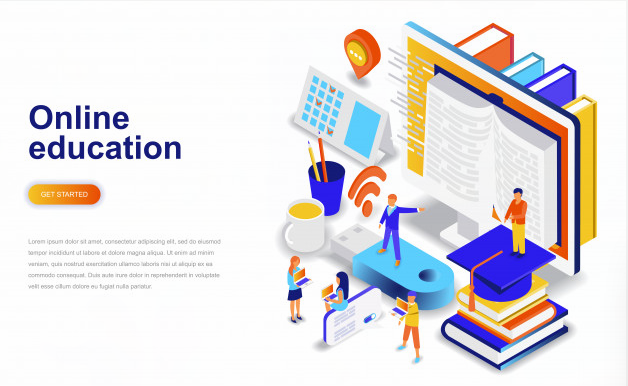 Online
education
GET STARTED
Lorem ipsum dolor sit amet, consectetur adipiscing elit, sed do eiusmod
tempor incididunt ut labore et dolore magna aliqua. Ut enim ad minim
veniam, quis nostrud exercitation ullamco laboris nisi ut aliquip ex ea
commodo consequat. Duis aute irure dolor in reprehenderit in voluptate
velit esse cillum dolore eu fugiat nulla pariatur.